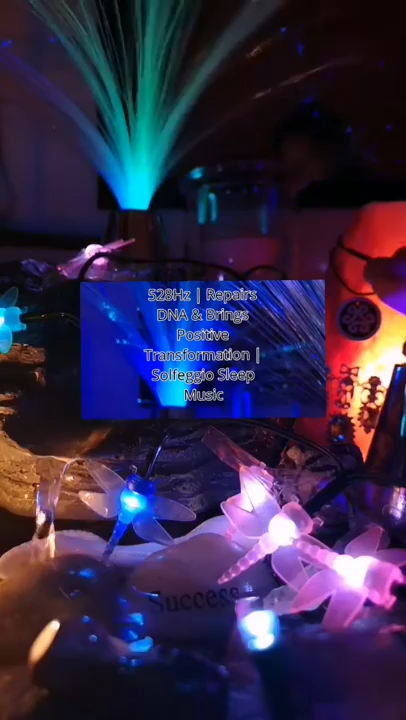 528Hz | Repairs
DNA & Brings
Positive
Transformation |
Solfeggio Sleep
Music
Success